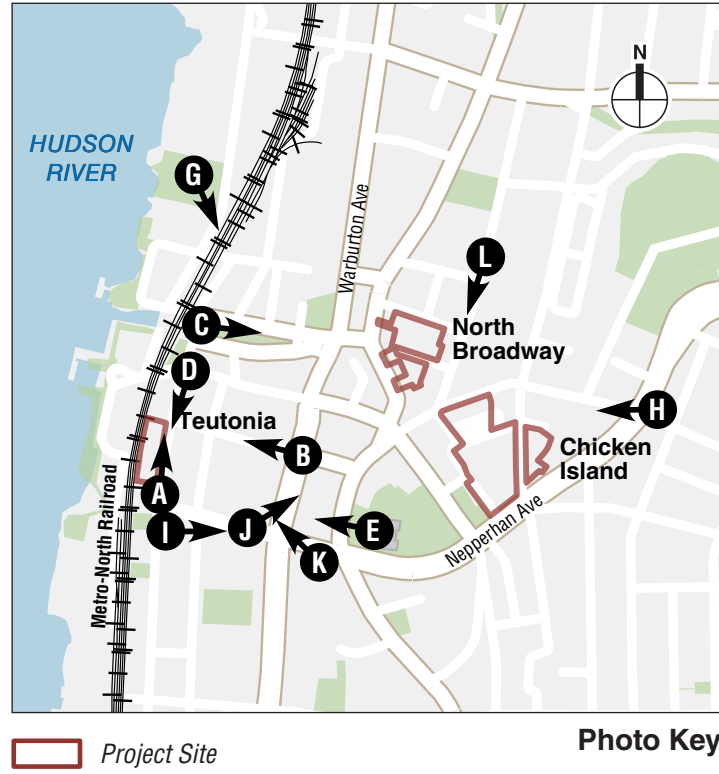 N
HUDSON
RIVER
G
Warburton Ave
L
C
North
Broadway
D
Teutonia
H
B
Chicken
Island
A
Metro-North Railroad
I
J
E
K
Nepperhan Ave
Project Site
Photo Key